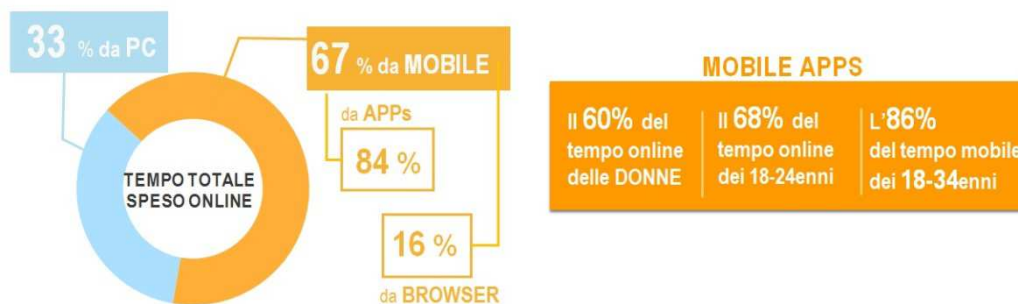 33 % da PC
67 % da MOBILE
da APPs
84 %
TEMPO TOTALE
SPESO ONLINE
16 %
da BROWSER
MOBILE APPS
Il 60% del
tempo online
delle DONNE
Il 68% del
tempo online
dei 18-24enni
L'86%
del tempo mobile
dei 18-34enni